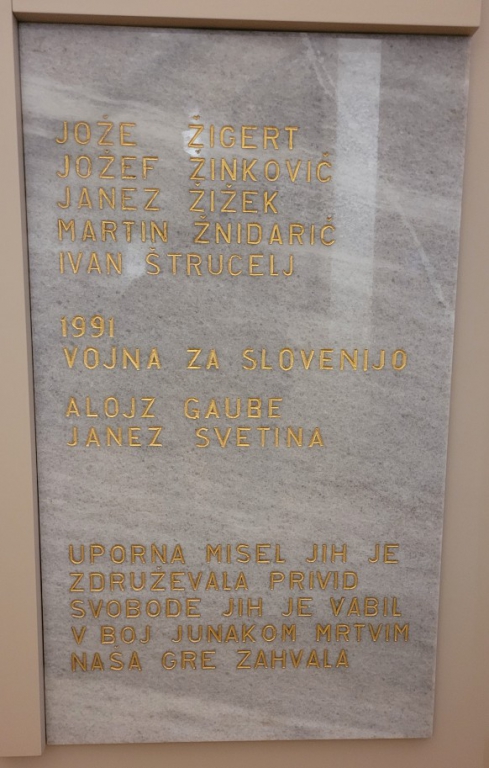 JOŽE ŽIGERT
JOŽEF ŽINKOVIČ
JANEZ ŽIŽEK
MARTIN ŽNIDARIČ
IVAN ŠTRUCELJ
1991
VOJNA ZA SLOVENIJO
ALOJZ GAUBE
JANEZ SVETINA
UPORNA MISEL JIH JE
ZDRUŽEVALA PRIVID
SVOBODE JIH JE VABIL
V BOJ JUNAKOM MRTVIM
NAŠA GRE ZAHVALA